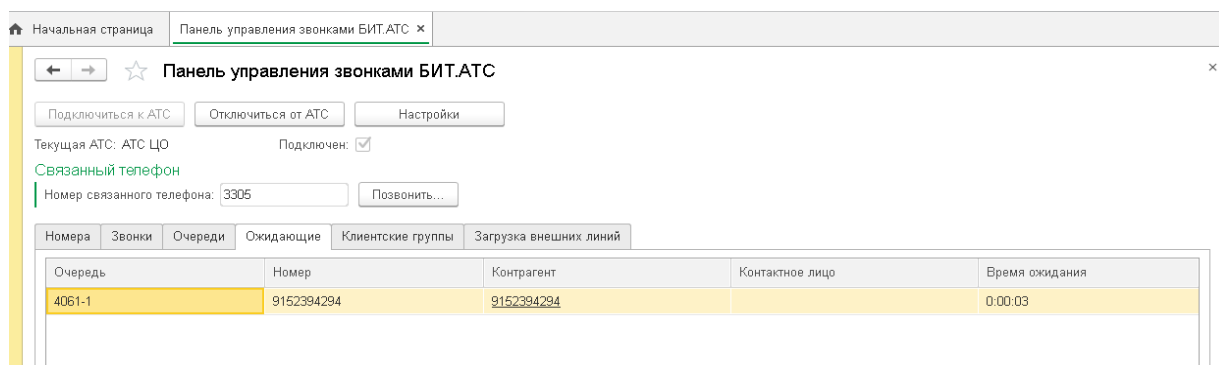 Начальная страница Панель управления звонками БИТ.АТС ×
Панель управления звонками БИТ.АТС ×
Подключиться к АТС Отключиться от АТС Настройки
Текущая АТС: АТС ЦО Подключен:
Связанный телефон
Номер связанного телефона: 3305 Позвонить...
Номера Звонки Очереди Ожидающие Клиентские группы Загрузка внешних линий
Очередь Номер Контрагент Контактное лицо Время ожидания
4061-1 9152394294 9152394294 0:00:03